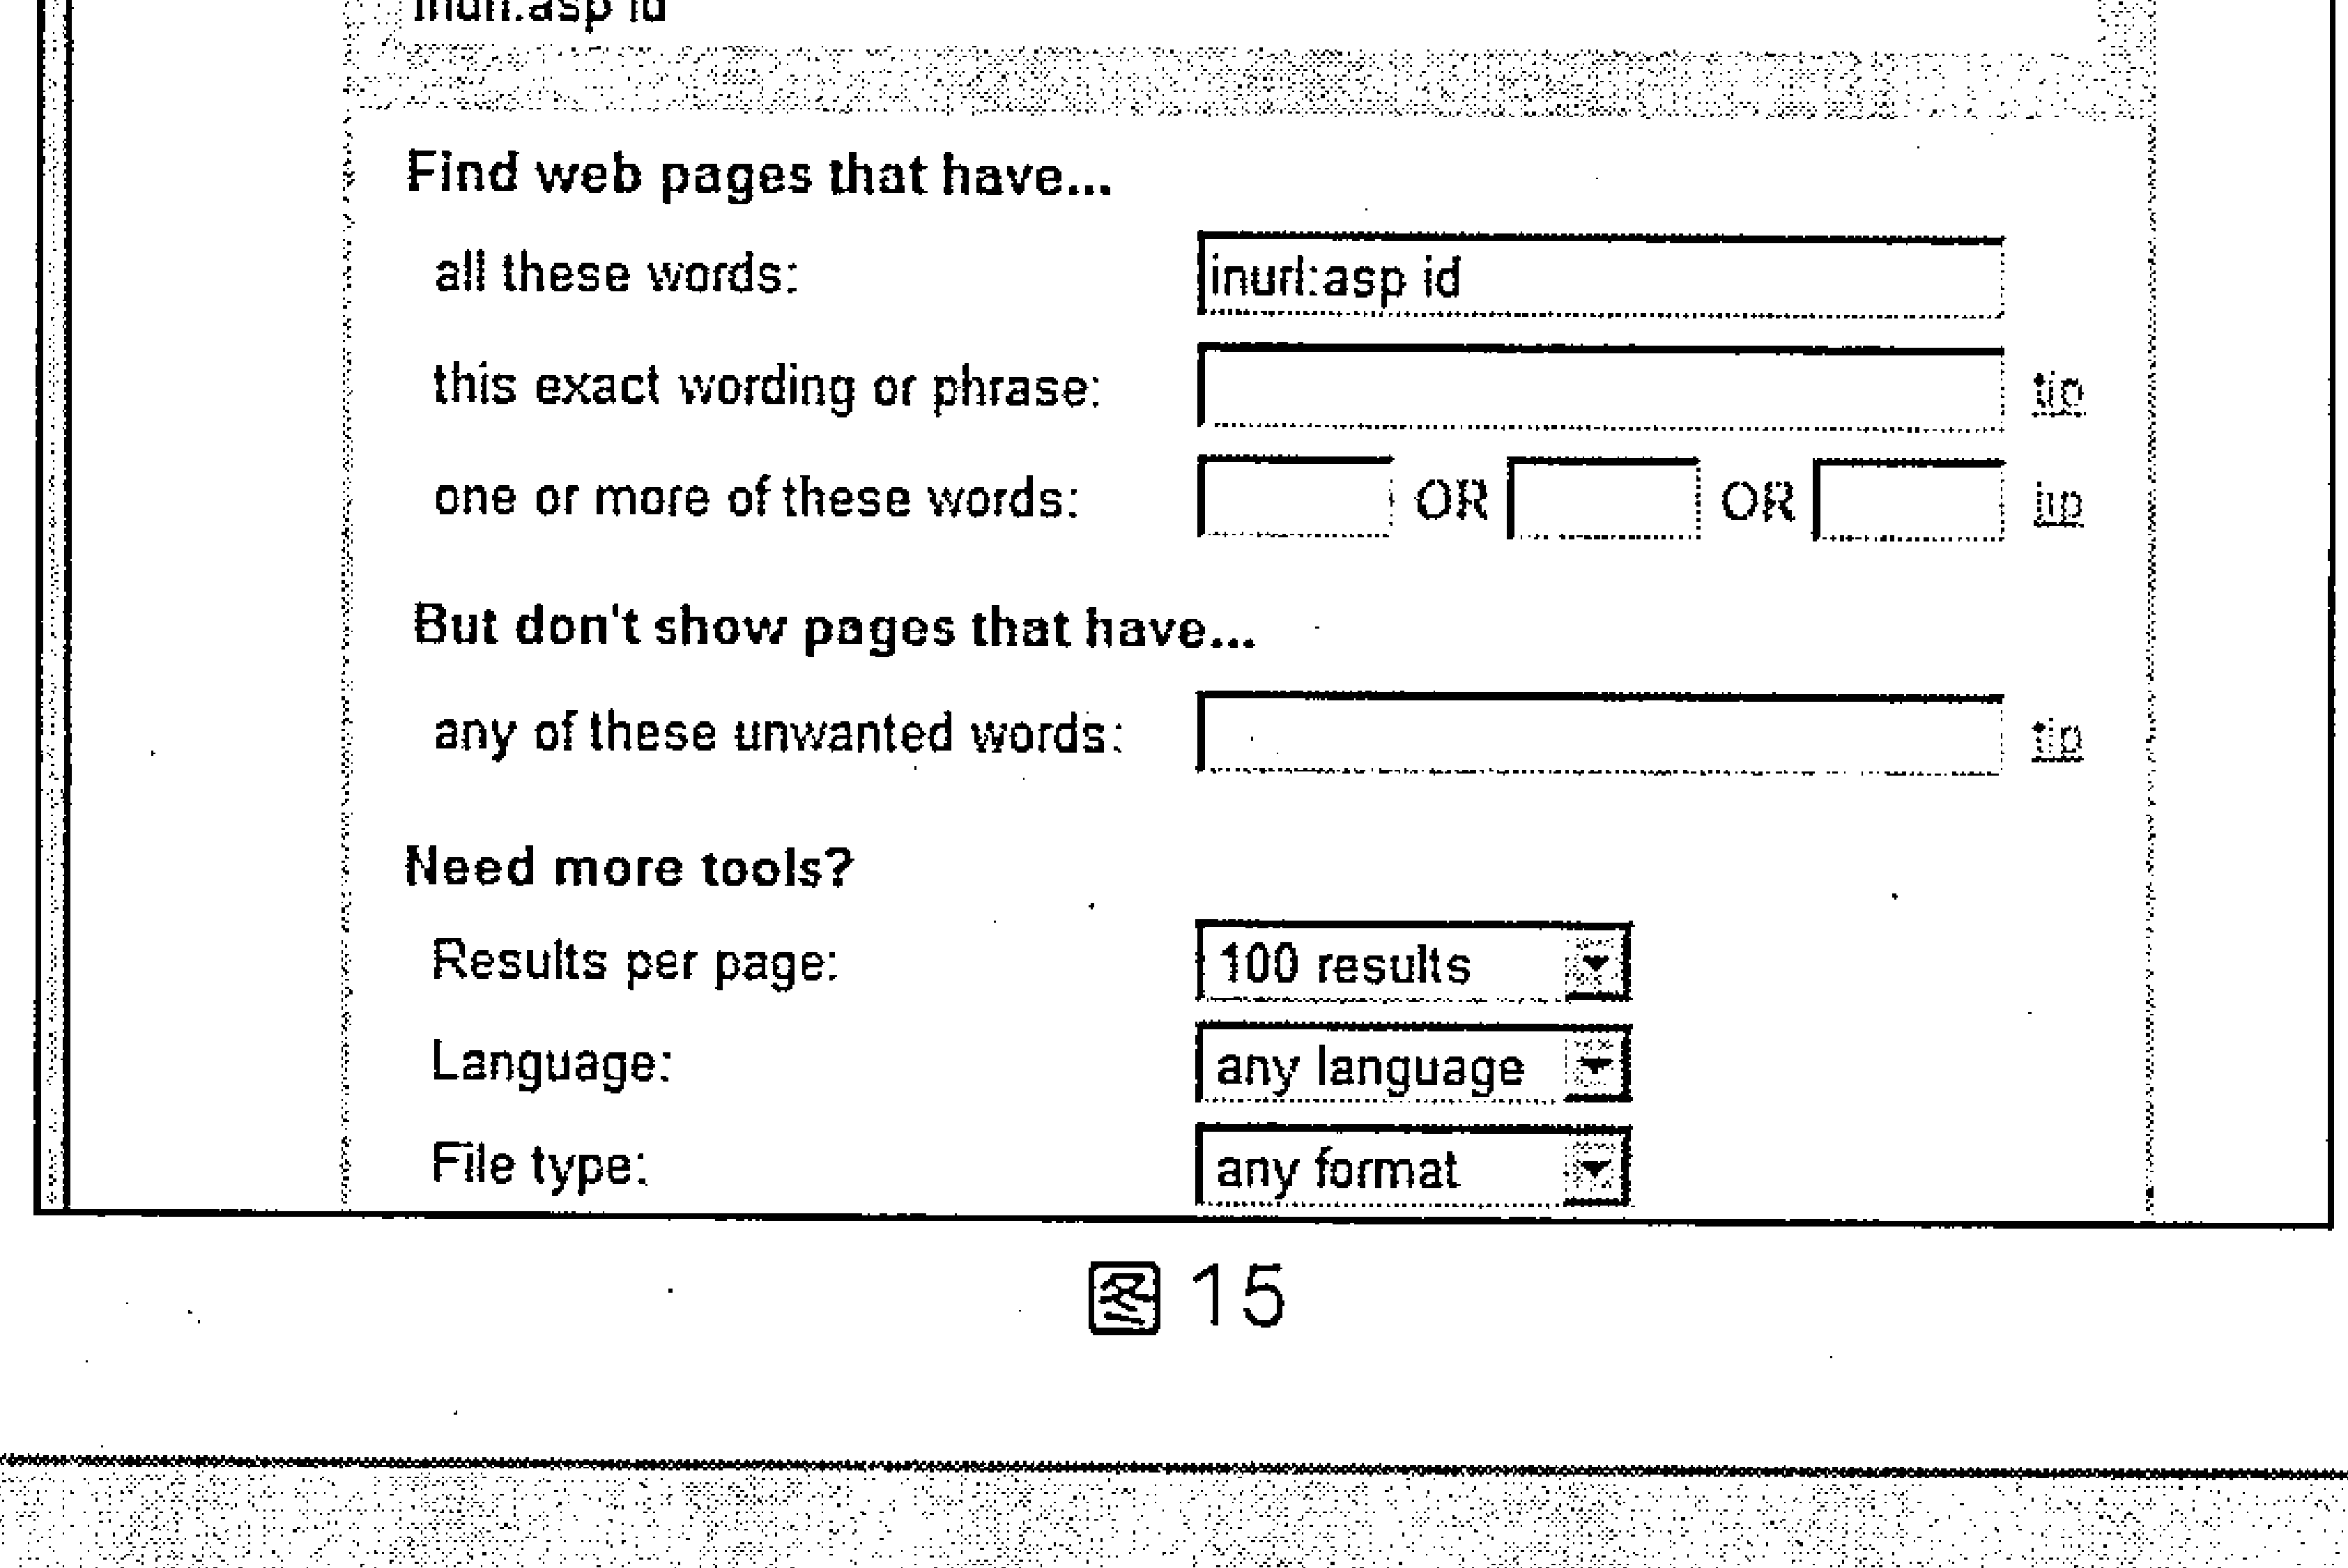 inurl:asp id
Find web pages that have...
all these words: inurl:asp id
this exact wording or phrase: tip
one or more of these words: OR OR tip
But don't show pages that have...
any of these unwanted words: tip
Need more tools?
Results per page: 100 results
Language: any language
File type: any format
图 15